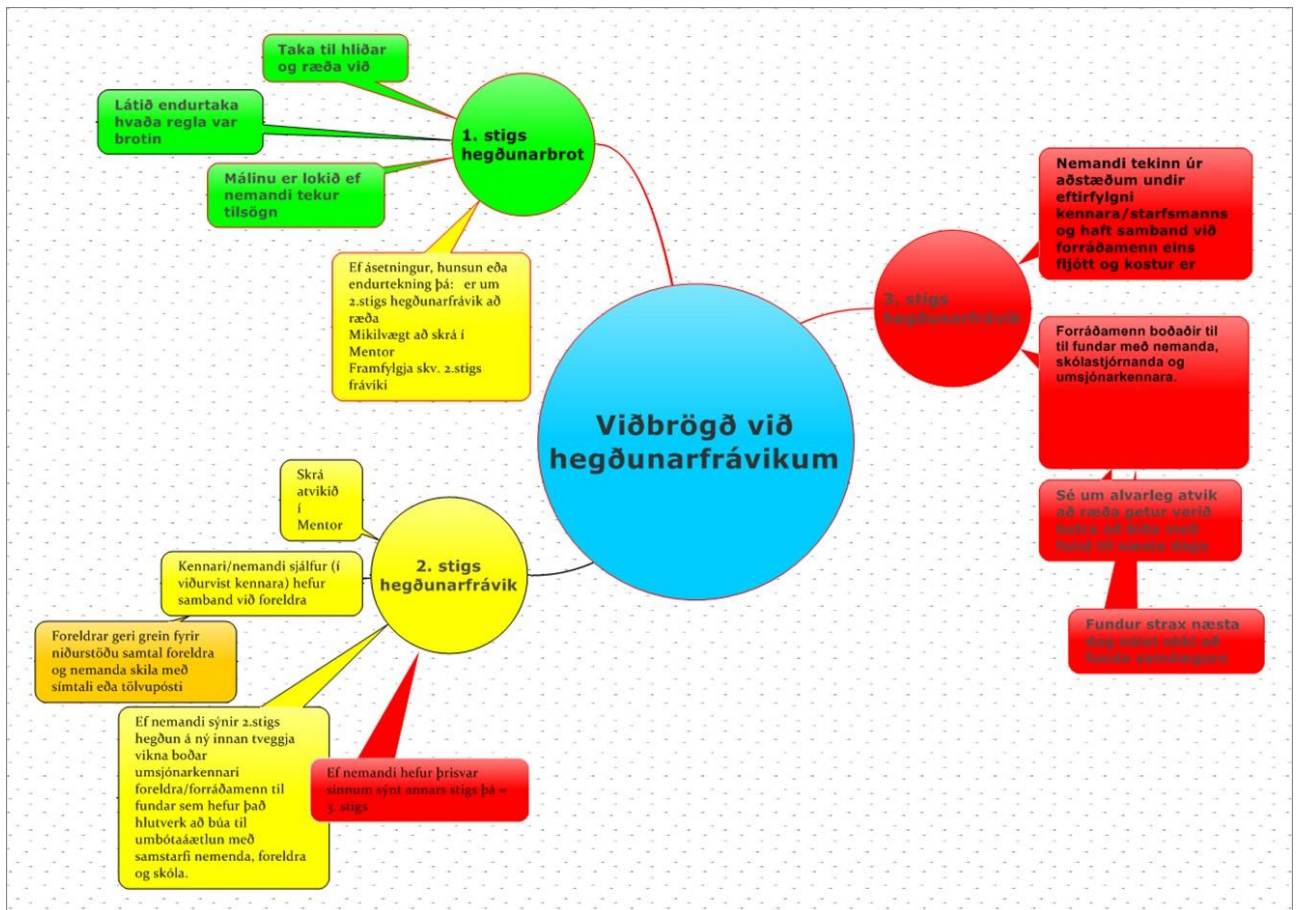 Taka til hliðar
og ræða við
Látið endurtaka
hvaða regla var
brotin
Málinu er lokið ef
nemandi tekur
tilsögn
1. stigs
hegðunarbrot
Ef ásetningur, hunsun eða
endurtekning þá: er um
2.stigs hegðunarfrávik að
ræða
Mikilvægt að skrá í
Mentor
Framfylgja skv. 2.stigs
fráviki
Nemandi tekinn úr
aðstæðum undir
eftirfylgni
kennara/starfsmanns
og haft samband við
forráðamenn eins
fljótt og kostur er
3. stigs
hegðunarfrávik
Forráðamenn boðaðir til
til fundar með nemanda,
skólastjórnanda og
umsjónarkennara.
Sé um alvarleg atvik
að ræða getur verið
betra að bíða með
fund til næsta dags
Fundur strax næsta
dag náist ekki að
funda samdægurs
Viðbrögð við
hegðunarfrávikum
Skrá
atvikið
í
Mentor
2. stigs
hegðunarfrávik
Kennari/nemandi sjálfur (í
viðurvist kennara) hefur
samband við foreldra
Foreldrar geri grein fyrir
niðurstöðu samtal foreldra
og nemanda skila með
símtali eða tölvupósti
Ef nemandi sýnir 2.stigs
hegðun á ný innan tveggja
vikna boðar
umsjónarkennari
foreldra/forráðamenn til
fundar sem hefur það
hlutverk að búa til
umbótaáætlun með
samstarfi nemenda, foreldra
og skóla.
Ef nemandi hefur þrisvar
sinnum sýnt annars stigs þá =
3. stigs